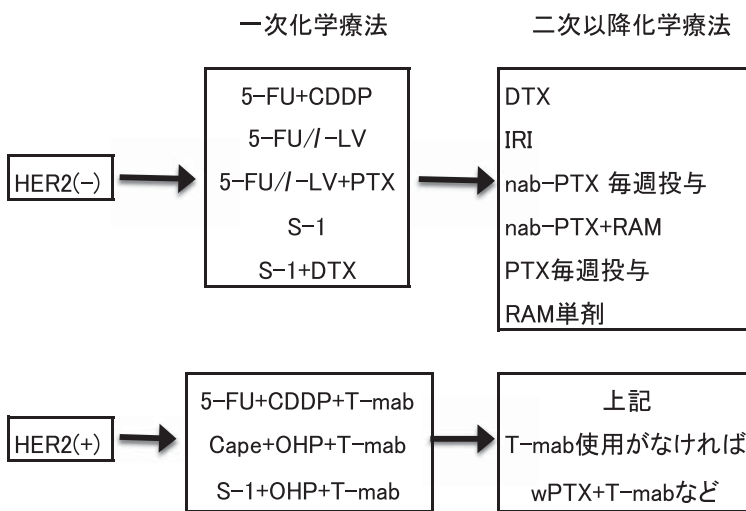 一次化学療法
二次以降化学療法
HER2(-)
5-FU+CDDP
5-FU/l-LV
5-FU/l-LV+PTX
S-1
S-1+DTX
DTX
IRI
nab-PTX 毎週投与
nab-PTX+RAM
PTX毎週投与
RAM単剤
HER2(+)
5-FU+CDDP+T-mab
Cape+OHP+T-mab
S-1+OHP+T-mab
上記
T-mab使用がなければ
wPTX+T-mabなど